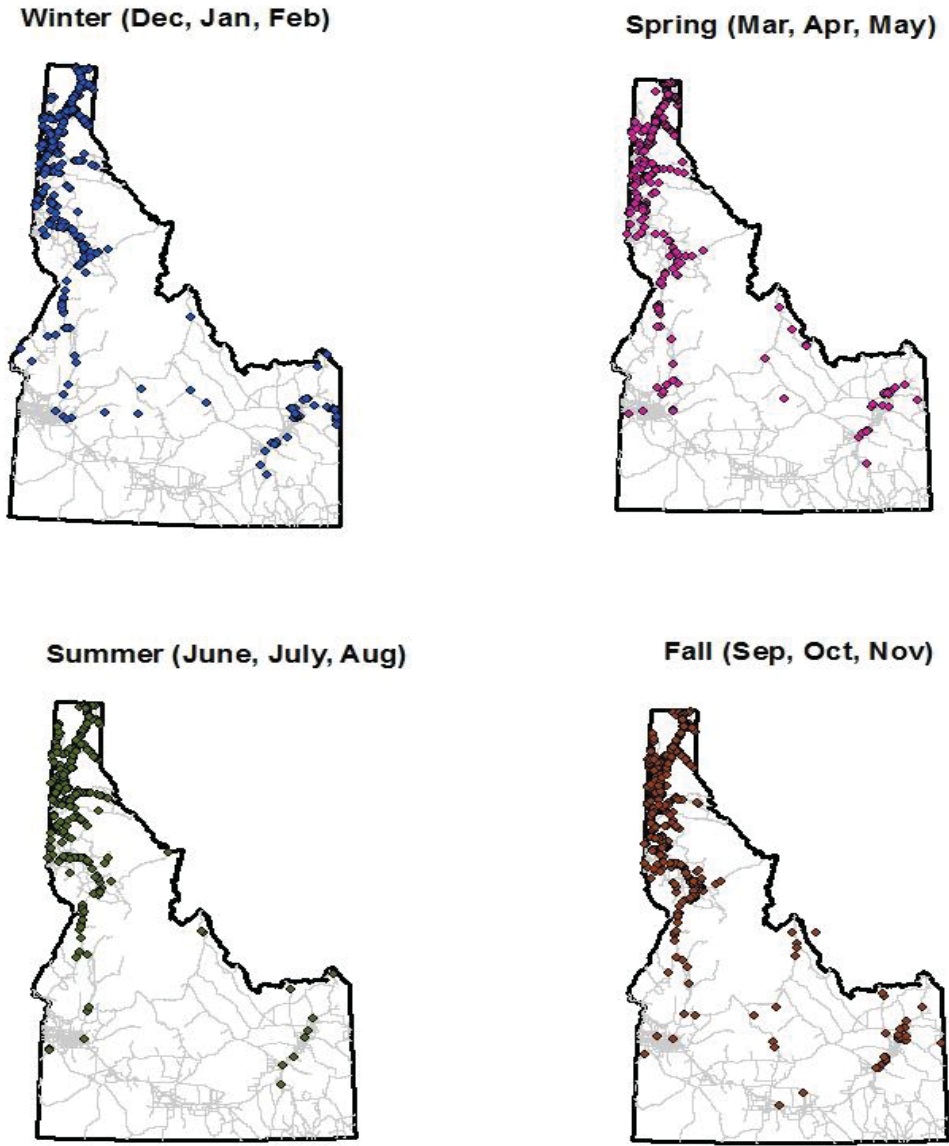 Winter (Dec, Jan, Feb)
Spring (Mar, Apr, May)
Summer (June, July, Aug)
Fall (Sep, Oct, Nov)